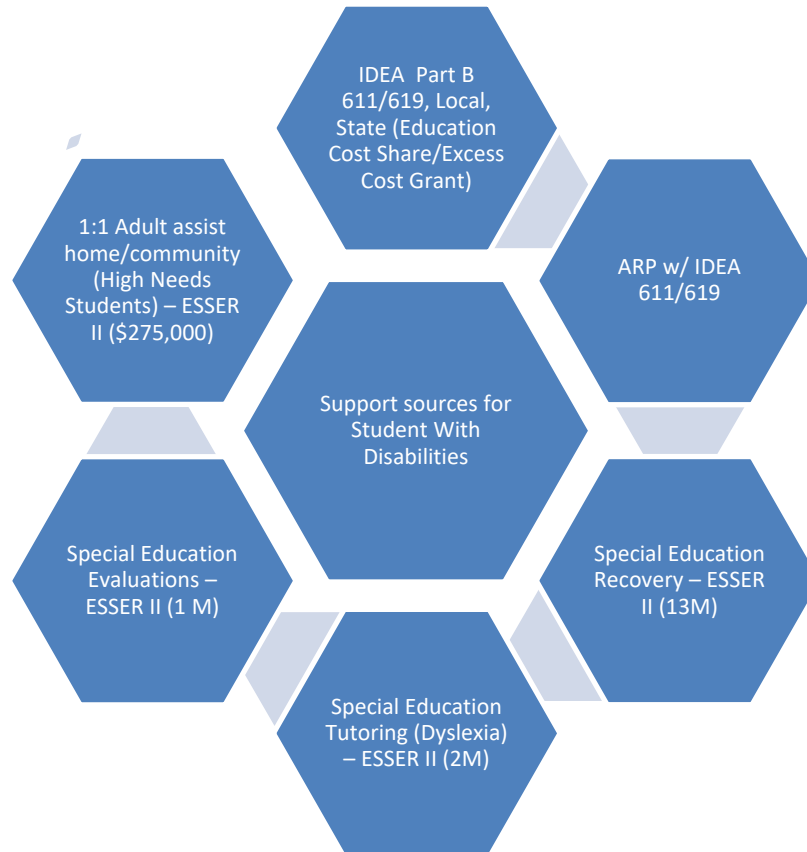 IDEA Part B
611/619, Local,
State (Education
Cost Share/Excess
Cost Grant)
1:1 Adult assist
home/community
(High Needs
Students) – ESSER
II ($275,000)
ARP w/ IDEA
611/619
Support sources for
Student With
Disabilities
Special Education
Evaluations –
ESSER II (1 M)
Special Education
Recovery – ESSER
II (13M)
Special Education
Tutoring (Dyslexia)
– ESSER II (2M)